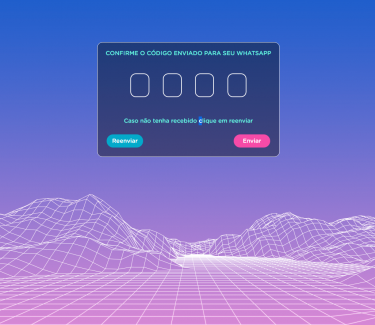 CONFIRME O CÓDIGO ENVIADO PARA SEU WHATSAPP
Caso não tenha recebido clique em reenviar
Reenviar
Enviar